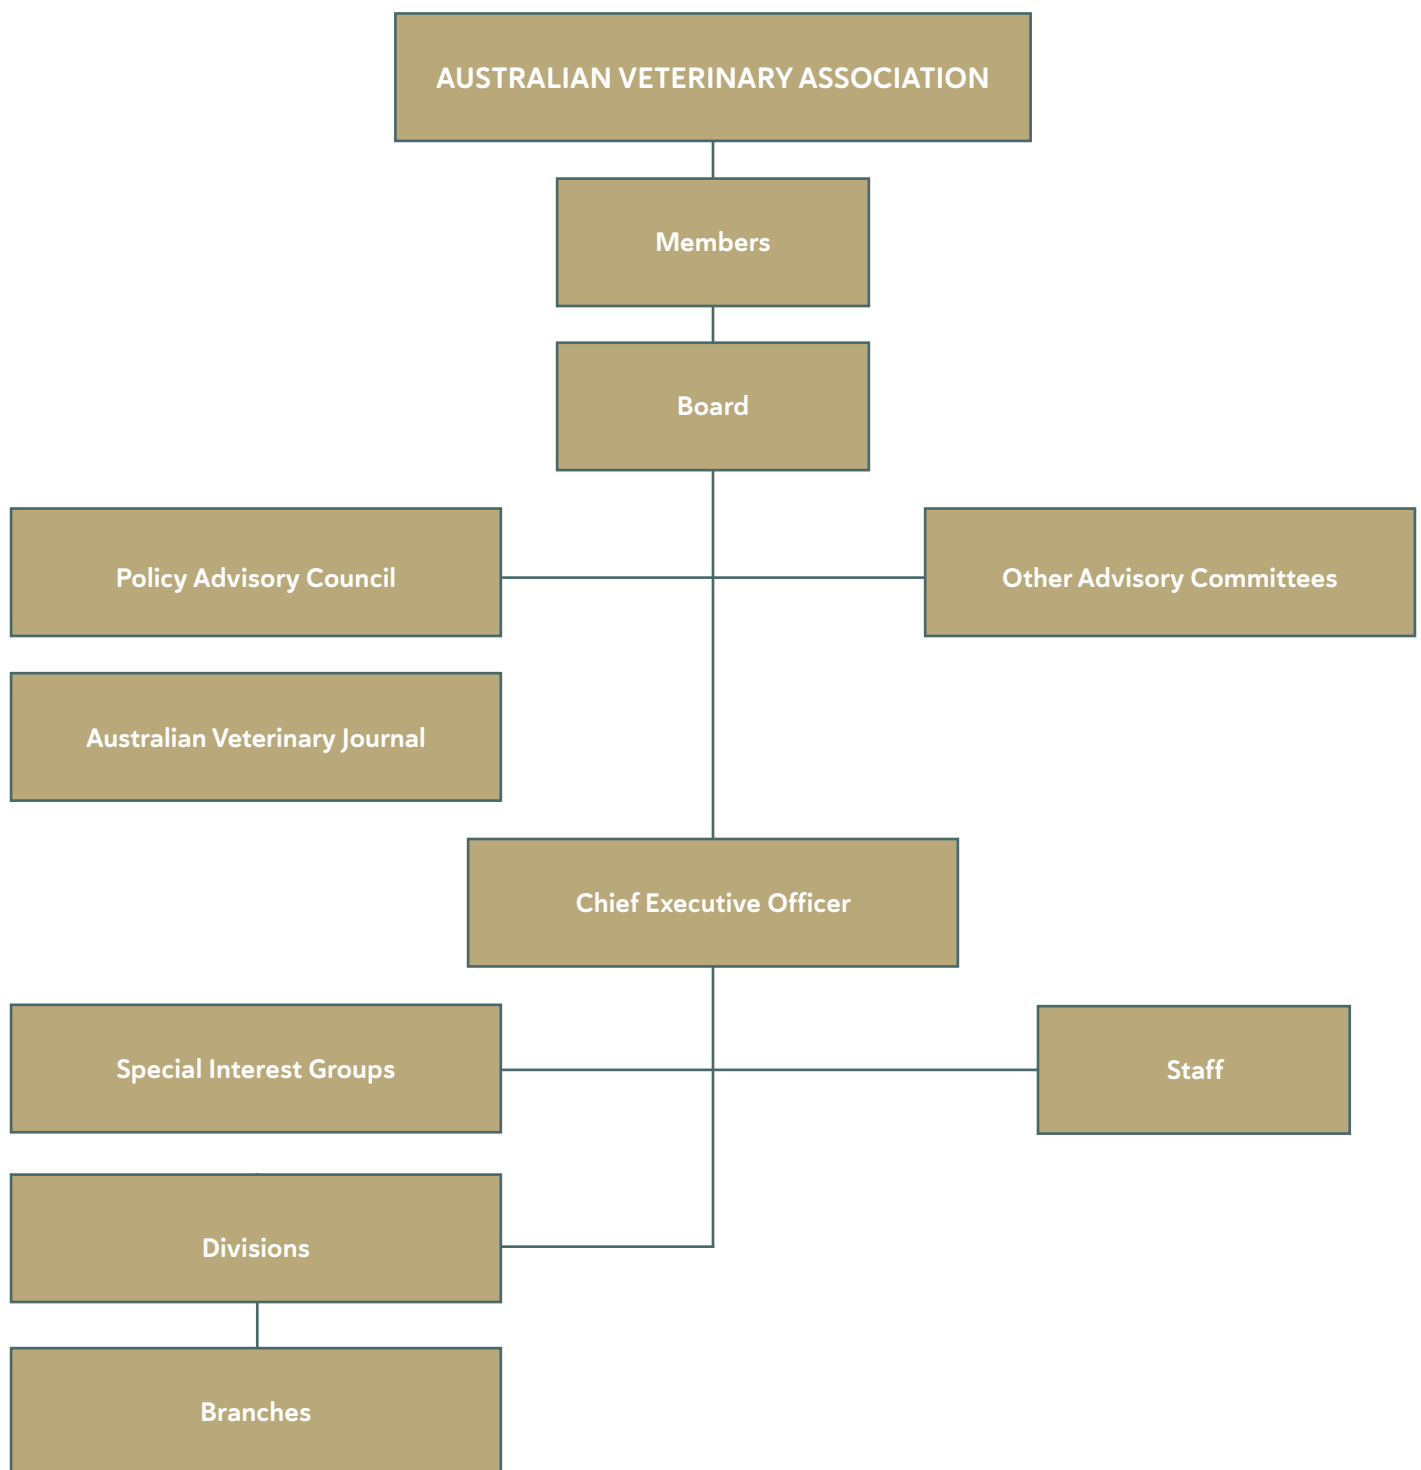 AUSTRALIAN VETERINARY ASSOCIATION
Members
Board
Policy Advisory Council
Other Advisory Committees
Australian Veterinary Journal
Chief Executive Officer
Special Interest Groups
Staff
Divisions
Branches